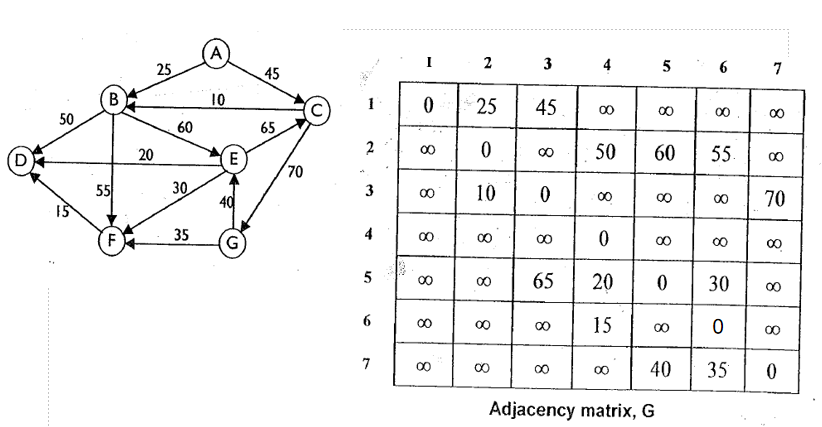 A
25
45
B
10
C
50
60
65
D
20
E
70
55
30
40
15
F
35
G
1 2 3 4 5 6 7
1 0 25 45 ∞ ∞ ∞ ∞
2 ∞ 0 ∞ 50 60 55 ∞
3 ∞ 10 0 ∞ ∞ ∞ 70
4 ∞ ∞ ∞ 0 ∞ ∞ ∞
5 ∞ ∞ 65 20 0 30 ∞
6 ∞ ∞ ∞ 15 ∞ 0 ∞
7 ∞ ∞ ∞ ∞ 40 35 0
Adjacency matrix, G